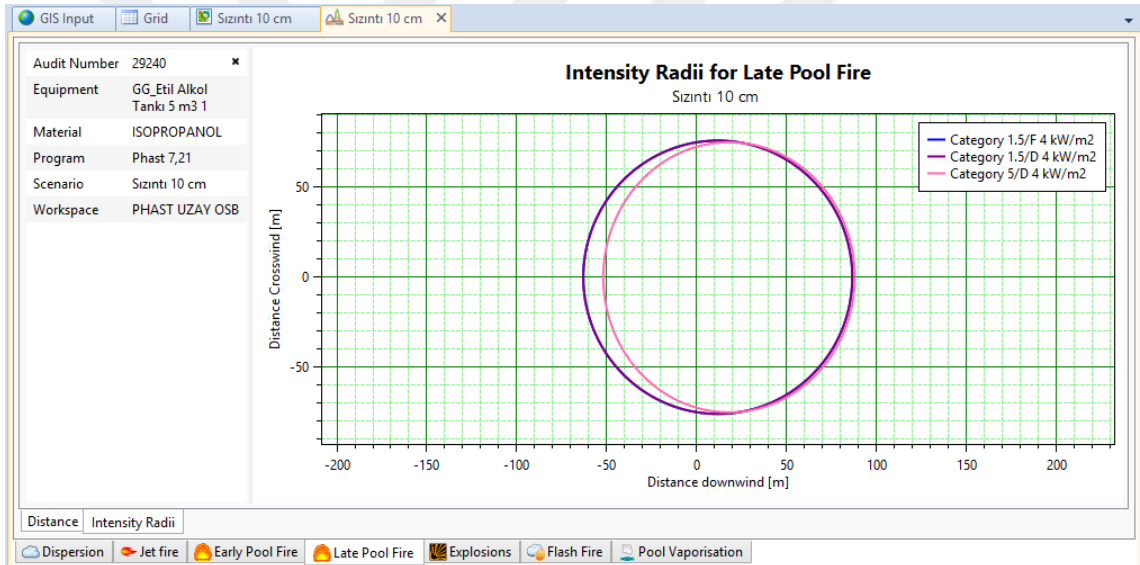 GIS Input Grid Sızıntı 10 cm Sızıntı 10 cm
Audit Number 29240
Equipment GG_Etil Alkol
Tankı 5 m3 1
Material ISOPROPANOL
Program Phast 7,21
Scenario Sızıntı 10 cm
Workspace PHAST UZAY OSB
Intensity Radii for Late Pool Fire
Sızıntı 10 cm
Category 1.5/F 4 kW/m2
Category 1.5/D 4 kW/m2
Category 5/D 4 kW/m2
Distance Crosswind [m]
50
0
-50
-200 -150 -100 -50 0 50 100 150 200
Distance downwind [m]
Distance Intensity Radii
Dispersion Jet fire Early Pool Fire Late Pool Fire Explosions Flash Fire Pool Vaporisation